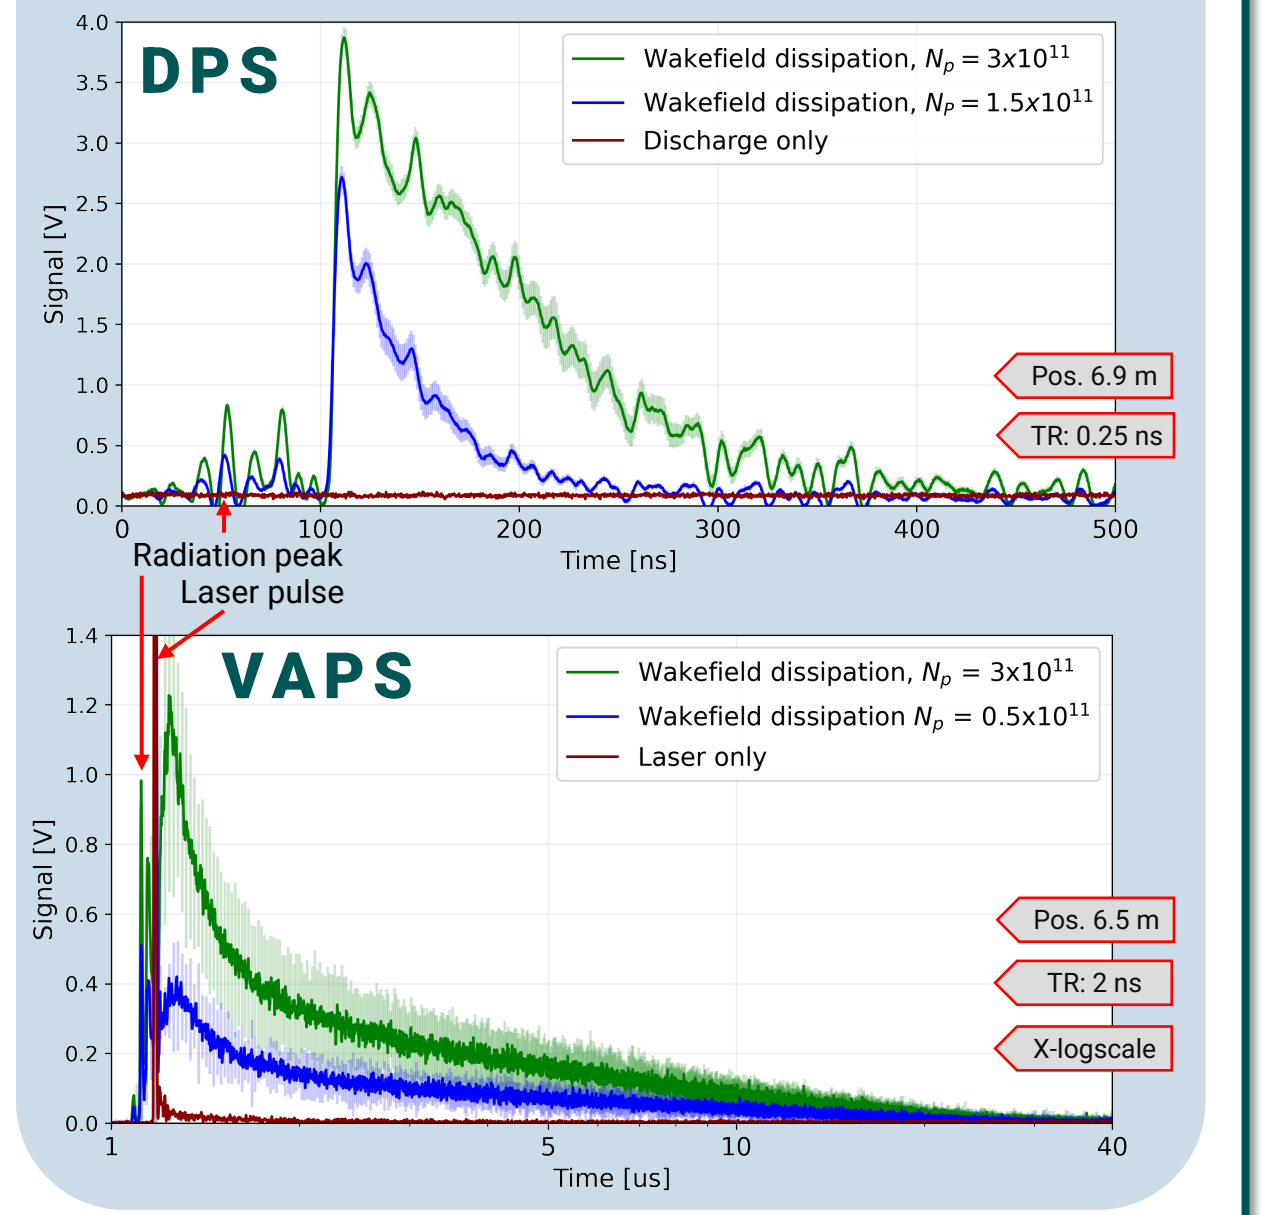 DPS
Wakefield dissipation, Nₚ = 3x10¹¹
Wakefield dissipation, N_P = 1.5x10¹¹
Discharge only
4.0
3.5
3.0
2.5
2.0
1.5
1.0
0.5
0.0
Signal [V]
Pos. 6.9 m
TR: 0.25 ns
0 100 200 300 400 500
Time [ns]
Radiation peak
Laser pulse
VAPS
Wakefield dissipation, Nₚ = 3x10¹¹
Wakefield dissipation Nₚ = 0.5x10¹¹
Laser only
1.4
1.2
1.0
0.8
0.6
0.4
0.2
0.0
Signal [V]
Pos. 6.5 m
TR: 2 ns
X-logscale
1 5 10 40
Time [us]